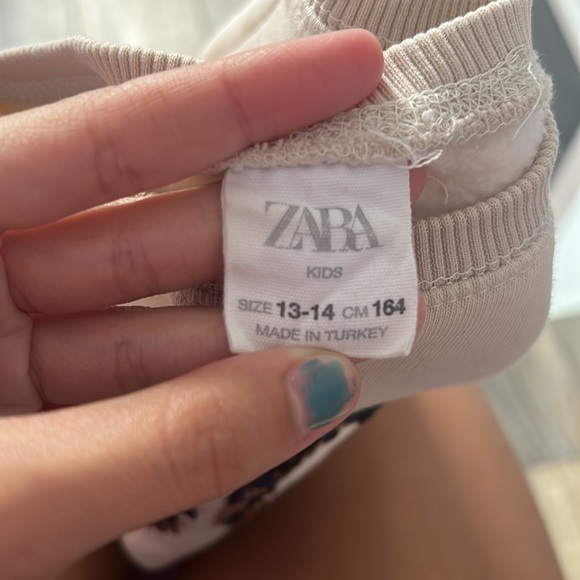 ZARA
KIDS
SIZE 13-14 CM 164
MADE IN TURKEY